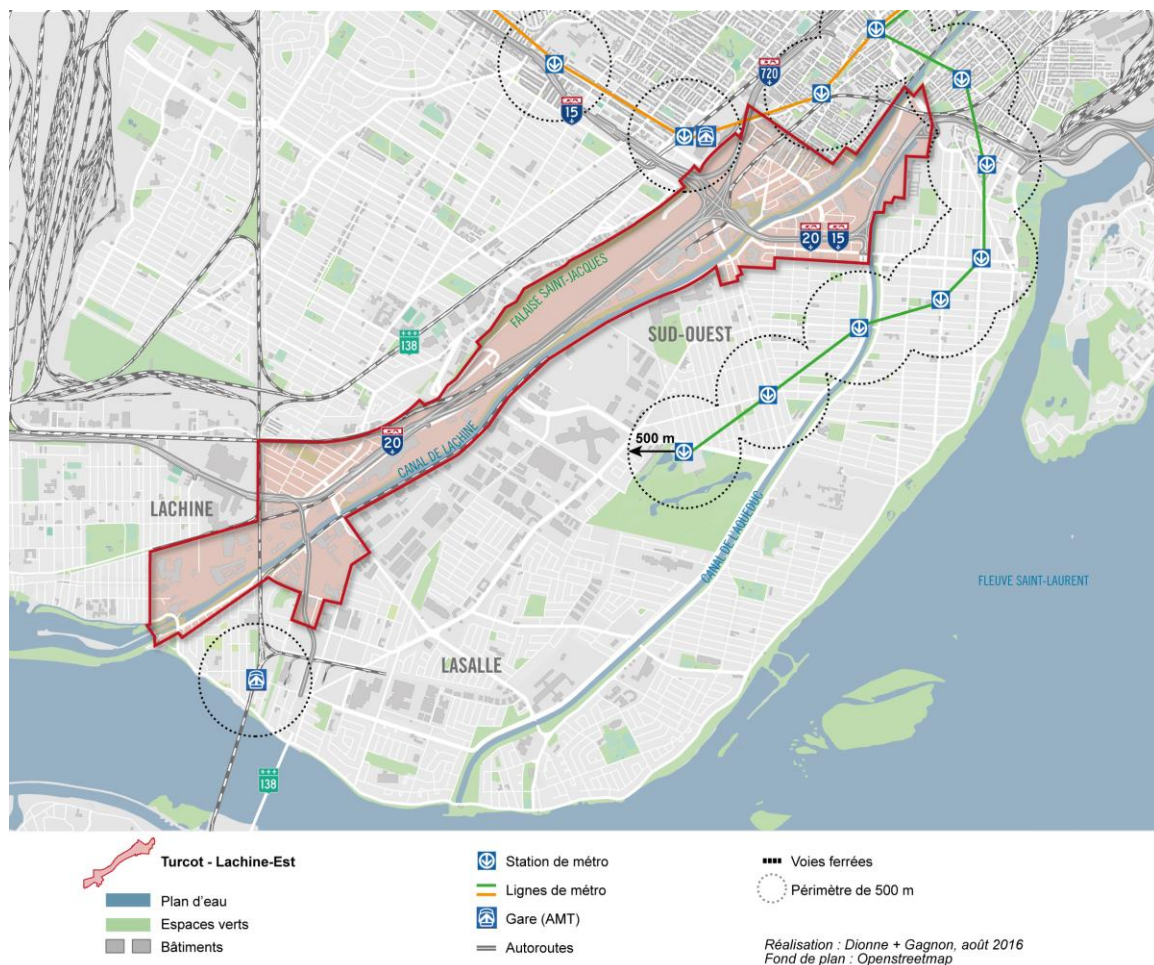 720
15
20
15
FALAISE SAINT-JACQUES
SUD-OUEST
138
20
CANAL DE LACHINE
500 m
LACHINE
CANAL DE L'AQUEDUC
FLEUVE SAINT-LAURENT
LASALLE
138
Turcot - Lachine-Est
Plan d'eau
Espaces verts
Bâtiments
Station de métro
Lignes de métro
Gare (AMT)
Autoroutes
Voies ferrées
Périmètre de 500 m
Réalisation : Dionne + Gagnon, août 2016
Fond de plan : Openstreetmap